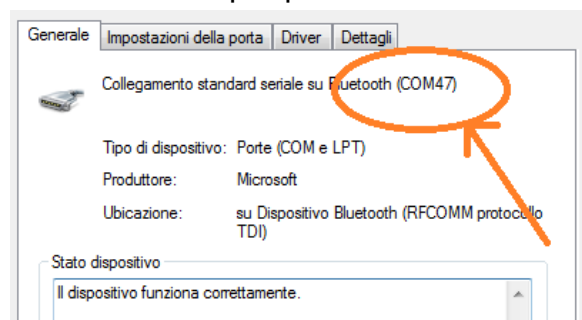 Generale Impostazioni della porta Driver Dettagli
Collegamento standard seriale su Bluetooth (COM47)
Tipo di dispositivo: Porte (COM e LPT)
Produttore: Microsoft
Ubicazione: su Dispositivo Bluetooth (RFCOMM protocollo
TDI)
Stato dispositivo
Il dispositivo funziona correttamente.